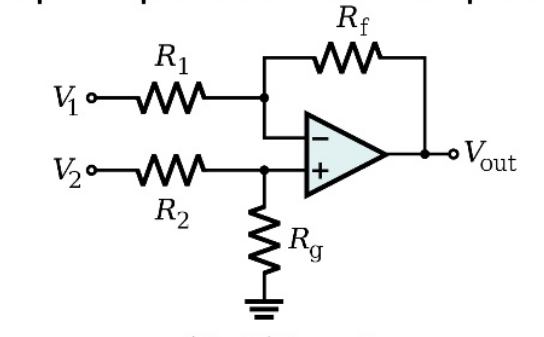 R_f
R_1
V_1
−
V_out
V_2
+
R_2
R_g